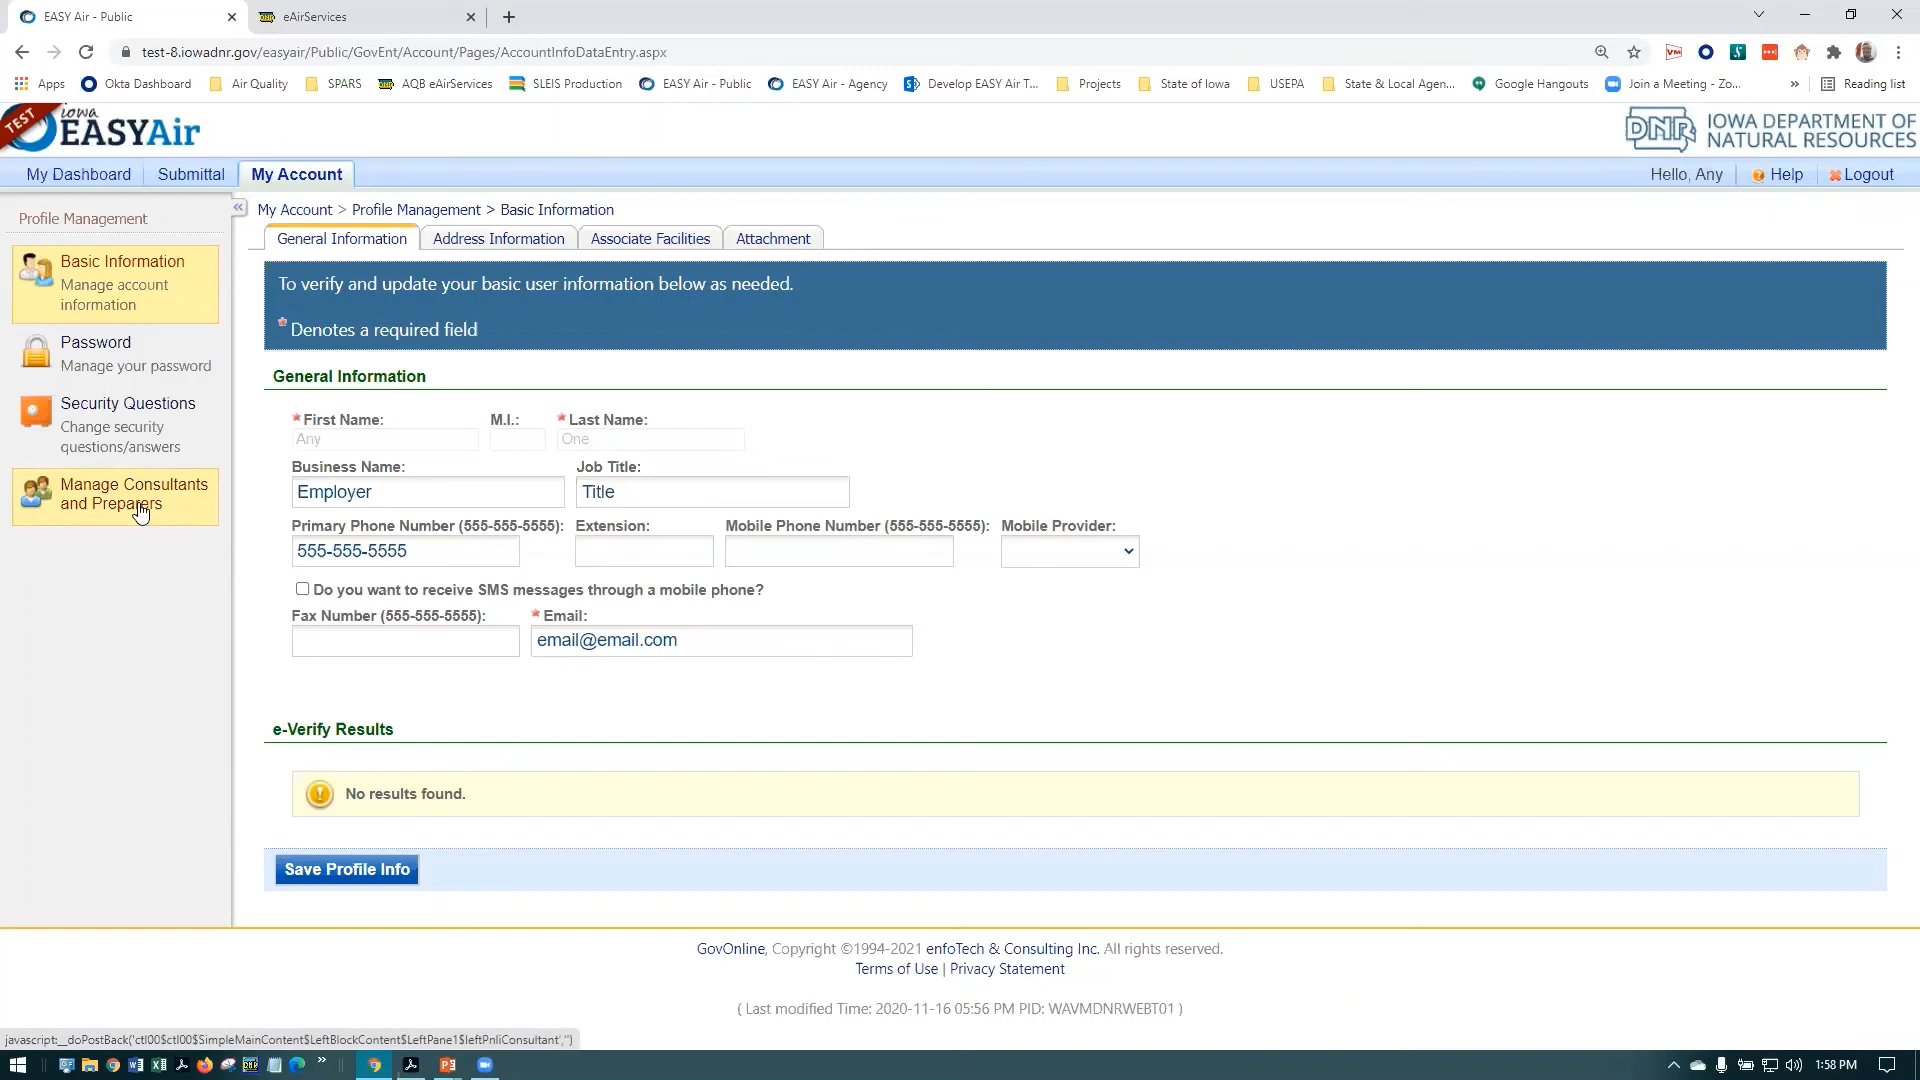 EASY Air - Public
eAirServices
test-8.iowadnr.gov/easyair/Public/GovEnt/Account/Pages/AccountInfoDataEntry.aspx
Apps Okta Dashboard Air Quality SPARS AQB eAirServices SLEIS Production EASY Air - Public EASY Air - Agency Develop EASY Air T... Projects State of Iowa USEPA State & Local Agen... Google Hangouts Join a Meeting - Zo... » Reading list
TEST
Iowa
EASYAir
DNR IOWA DEPARTMENT OF
NATURAL RESOURCES
My Dashboard Submittal My Account Hello, Any Help Logout
Profile Management
Basic Information
Manage account
information
Password
Manage your password
Security Questions
Change security
questions/answers
Manage Consultants
and Preparers
My Account > Profile Management > Basic Information
General Information Address Information Associate Facilities Attachment
To verify and update your basic user information below as needed.
* Denotes a required field
General Information
* First Name: M.I.: * Last Name:
Any One
Business Name: Job Title:
Employer Title
Primary Phone Number (555-555-5555): Extension: Mobile Phone Number (555-555-5555): Mobile Provider:
555-555-5555
Do you want to receive SMS messages through a mobile phone?
Fax Number (555-555-5555): * Email:
email@email.com
e-Verify Results
No results found.
Save Profile Info
GovOnline, Copyright ©1994-2021 enfoTech & Consulting Inc. All rights reserved.
Terms of Use | Privacy Statement
( Last modified Time: 2020-11-16 05:56 PM PID: WAVMDNRWEBT01 )
javascript:__doPostBack('ctl00$ctl00$SimpleMainContent$LeftBlockContent$LeftPane1$leftPnliConsultant','')
1:58 PM